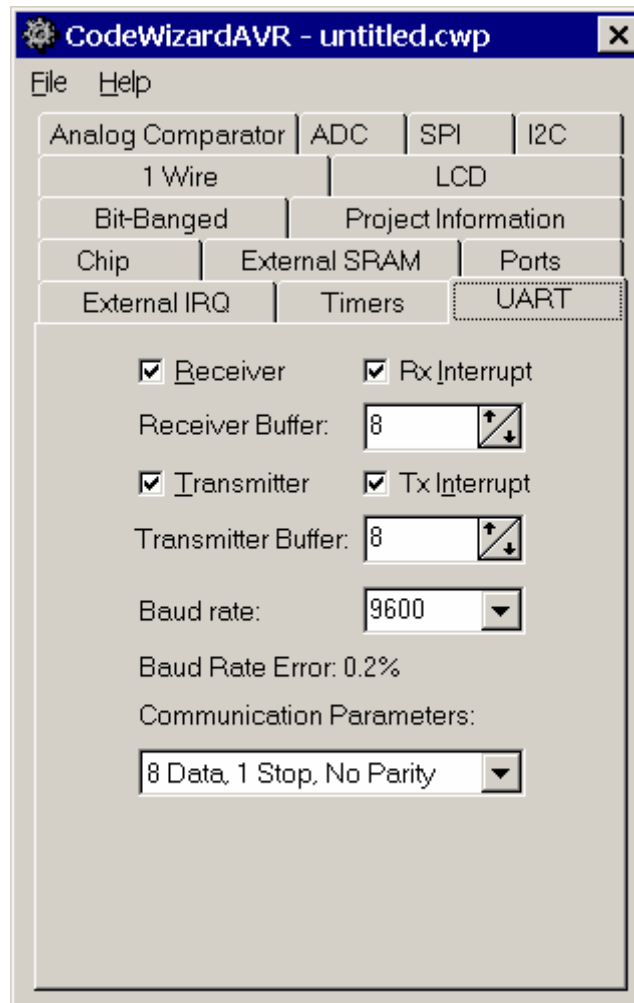 CodeWizardAVR - untitled.cwp
File Help
Analog Comparator ADC SPI I2C
1 Wire LCD
Bit-Banged Project Information
Chip External SRAM Ports
External IRQ Timers UART
Receiver Rx Interrupt
Receiver Buffer: 8
Transmitter Tx Interrupt
Transmitter Buffer: 8
Baud rate: 9600
Baud Rate Error: 0.2%
Communication Parameters:
8 Data, 1 Stop, No Parity